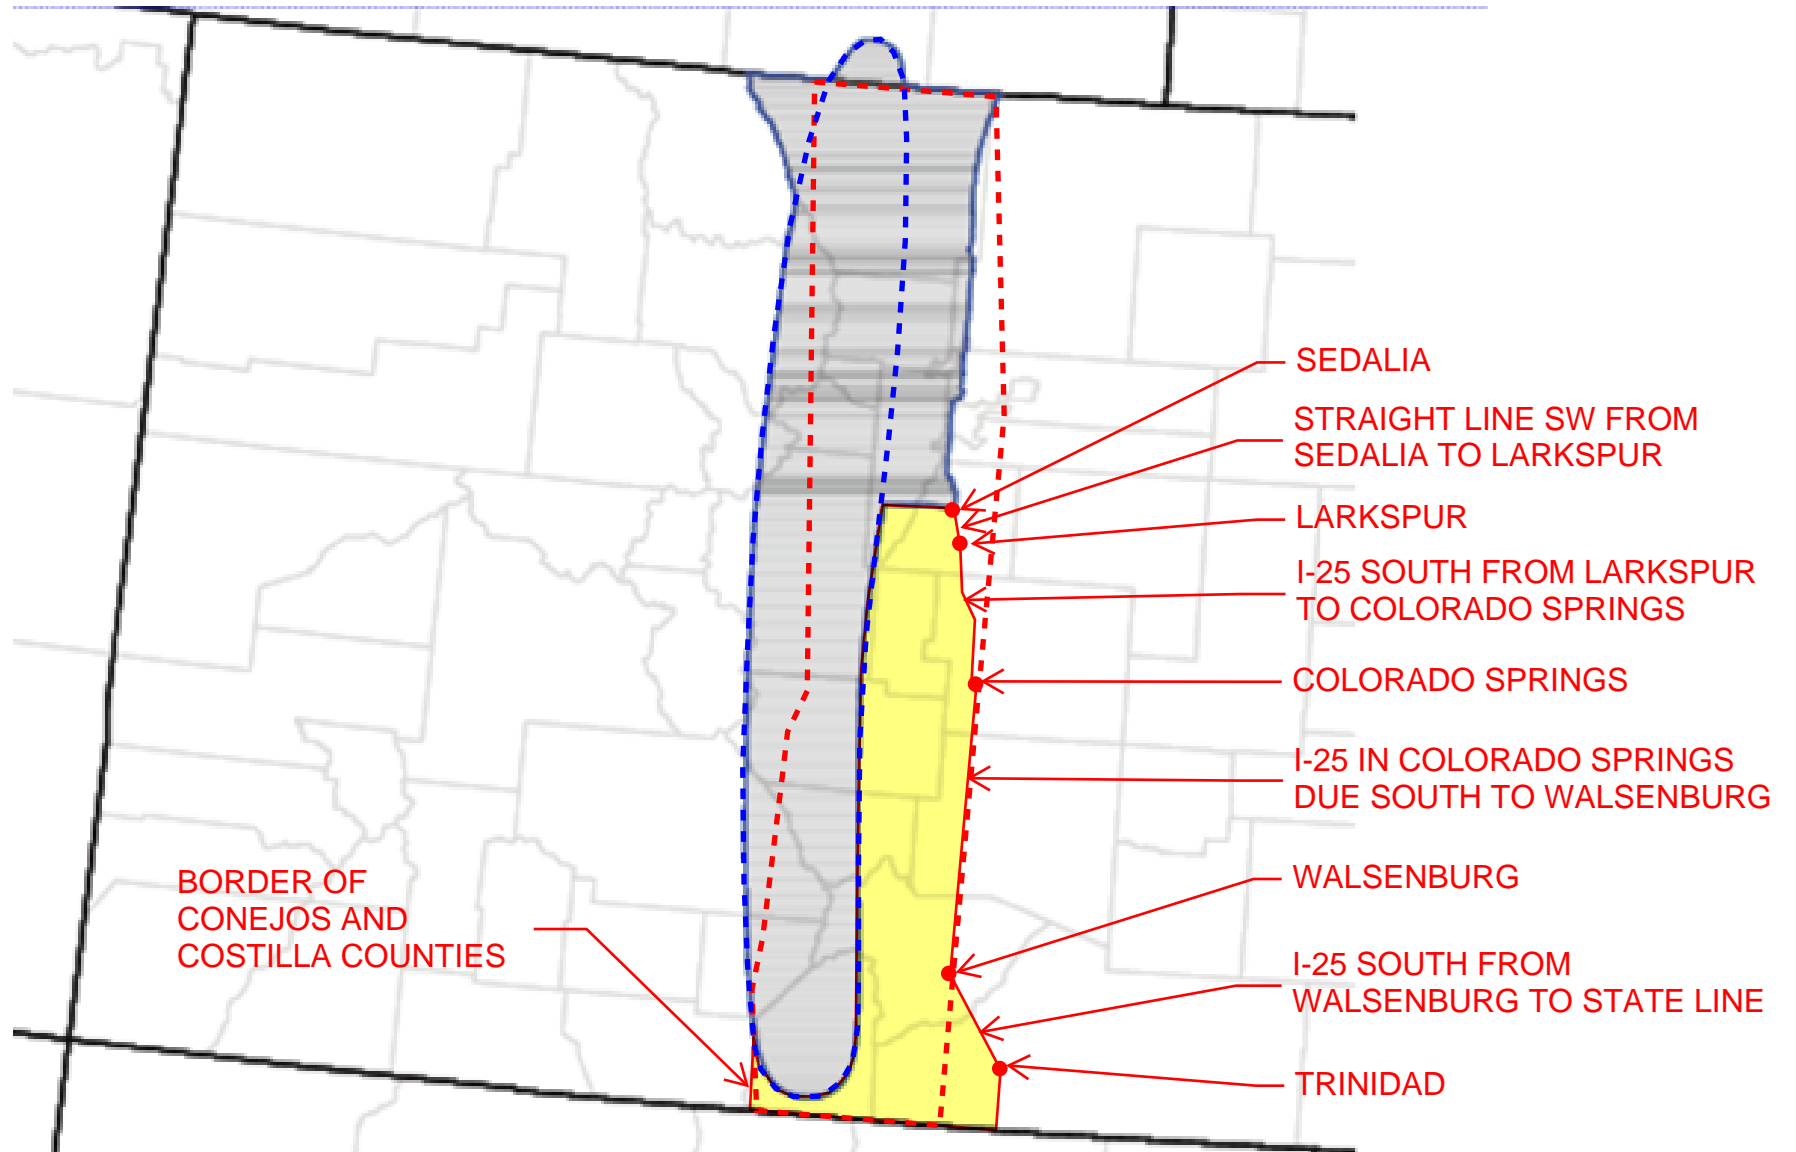 SEDALIA
STRAIGHT LINE SW FROM
SEDALIA TO LARKSPUR
LARKSPUR
I-25 SOUTH FROM LARKSPUR
TO COLORADO SPRINGS
COLORADO SPRINGS
I-25 IN COLORADO SPRINGS
DUE SOUTH TO WALSENBURG
BORDER OF
CONEJOS AND
COSTILLA COUNTIES
WALSENBURG
I-25 SOUTH FROM
WALSENBURG TO STATE LINE
TRINIDAD